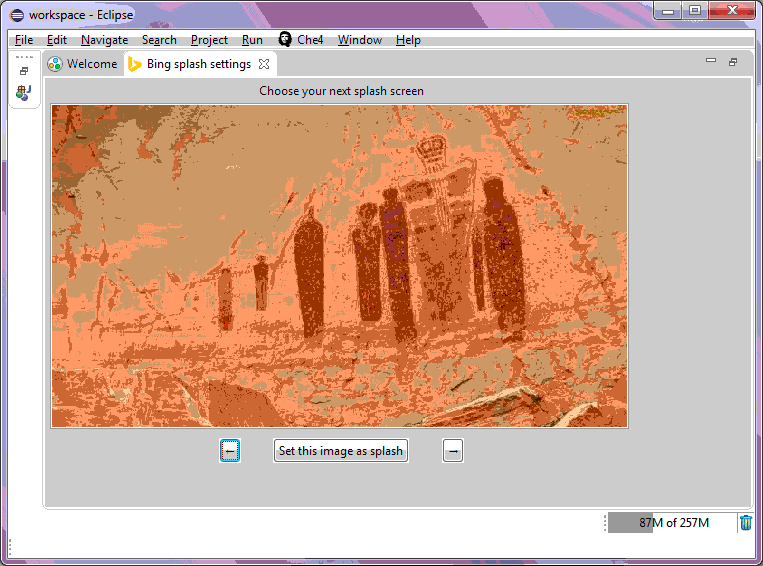 workspace - Eclipse
File Edit Navigate Search Project Run Che4 Window Help
Welcome Bing splash settings
Choose your next splash screen
← Set this image as splash →
87M of 257M